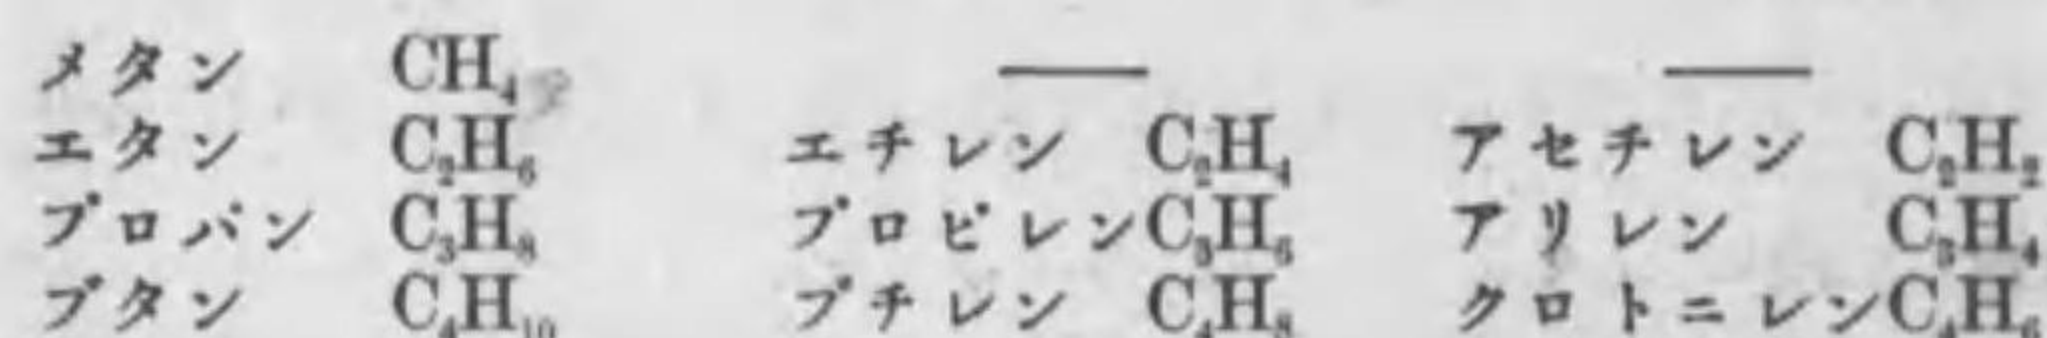 メタン CH₄ —— ——
エタン C₂H₆ エチレン C₂H₄ アセチレン C₂H₂
プロパン C₃H₈ プロピレン C₃H₆ アリレン C₃H₄
ブタン C₄H₁₀ ブチレン C₄H₈ クロトニレン C₄H₆